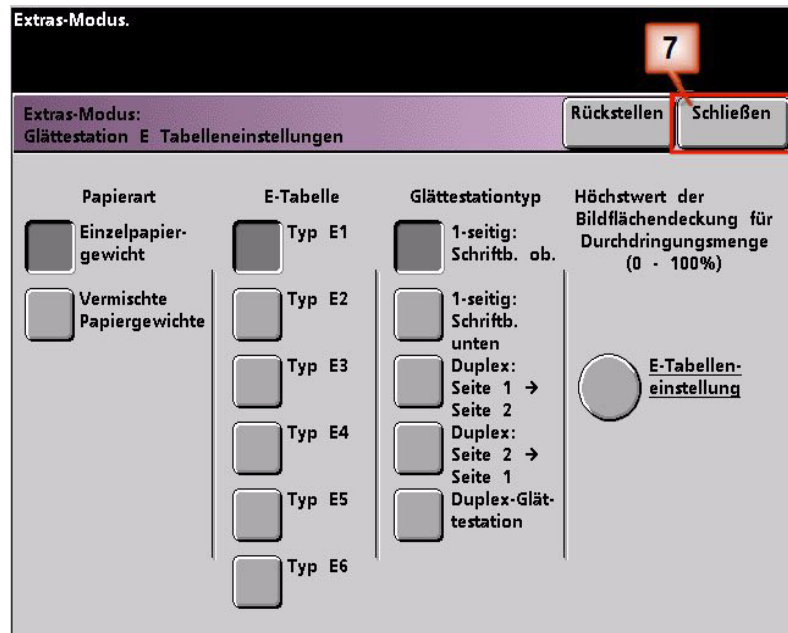 Extras-Modus.
7
Extras-Modus:
Glättestation E Tabelleneinstellungen
Rückstellen
Schließen
Papierart
Einzelpapier-
gewicht
Vermischte
Papiergewichte
E-Tabelle
Typ E1
Typ E2
Typ E3
Typ E4
Typ E5
Typ E6
Glättestationtyp
1-seitig:
Schriftb. ob.
1-seitig:
Schriftb.
unten
Duplex:
Seite 1 →
Seite 2
Duplex:
Seite 2 →
Seite 1
Duplex-Glät-
testation
Höchstwert der
Bildflächendeckung für
Durchdringungsmenge
(0 - 100%)
E-Tabellen-
einstellung